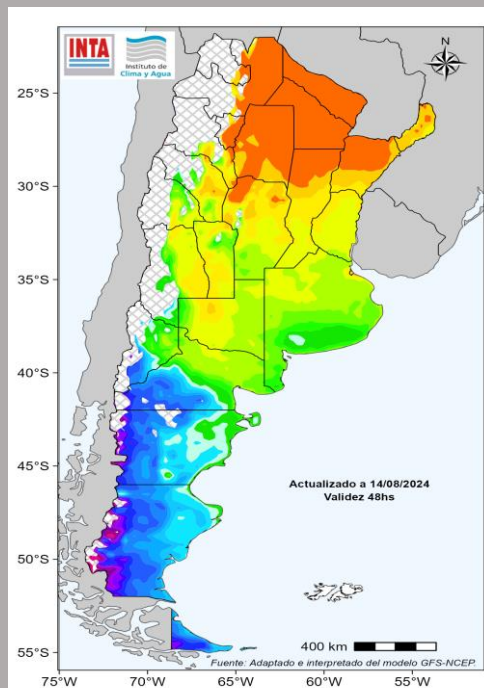 INTA
Instituto de
Clima y Agua
N
25°S
30°S
35°S
40°S
45°S
50°S
55°S
Actualizado a 14/08/2024
Validez 48hs
400 km
Fuente: Adaptado e interpretado del modelo GFS-NCEP.
75°W
70°W
65°W
60°W
55°W